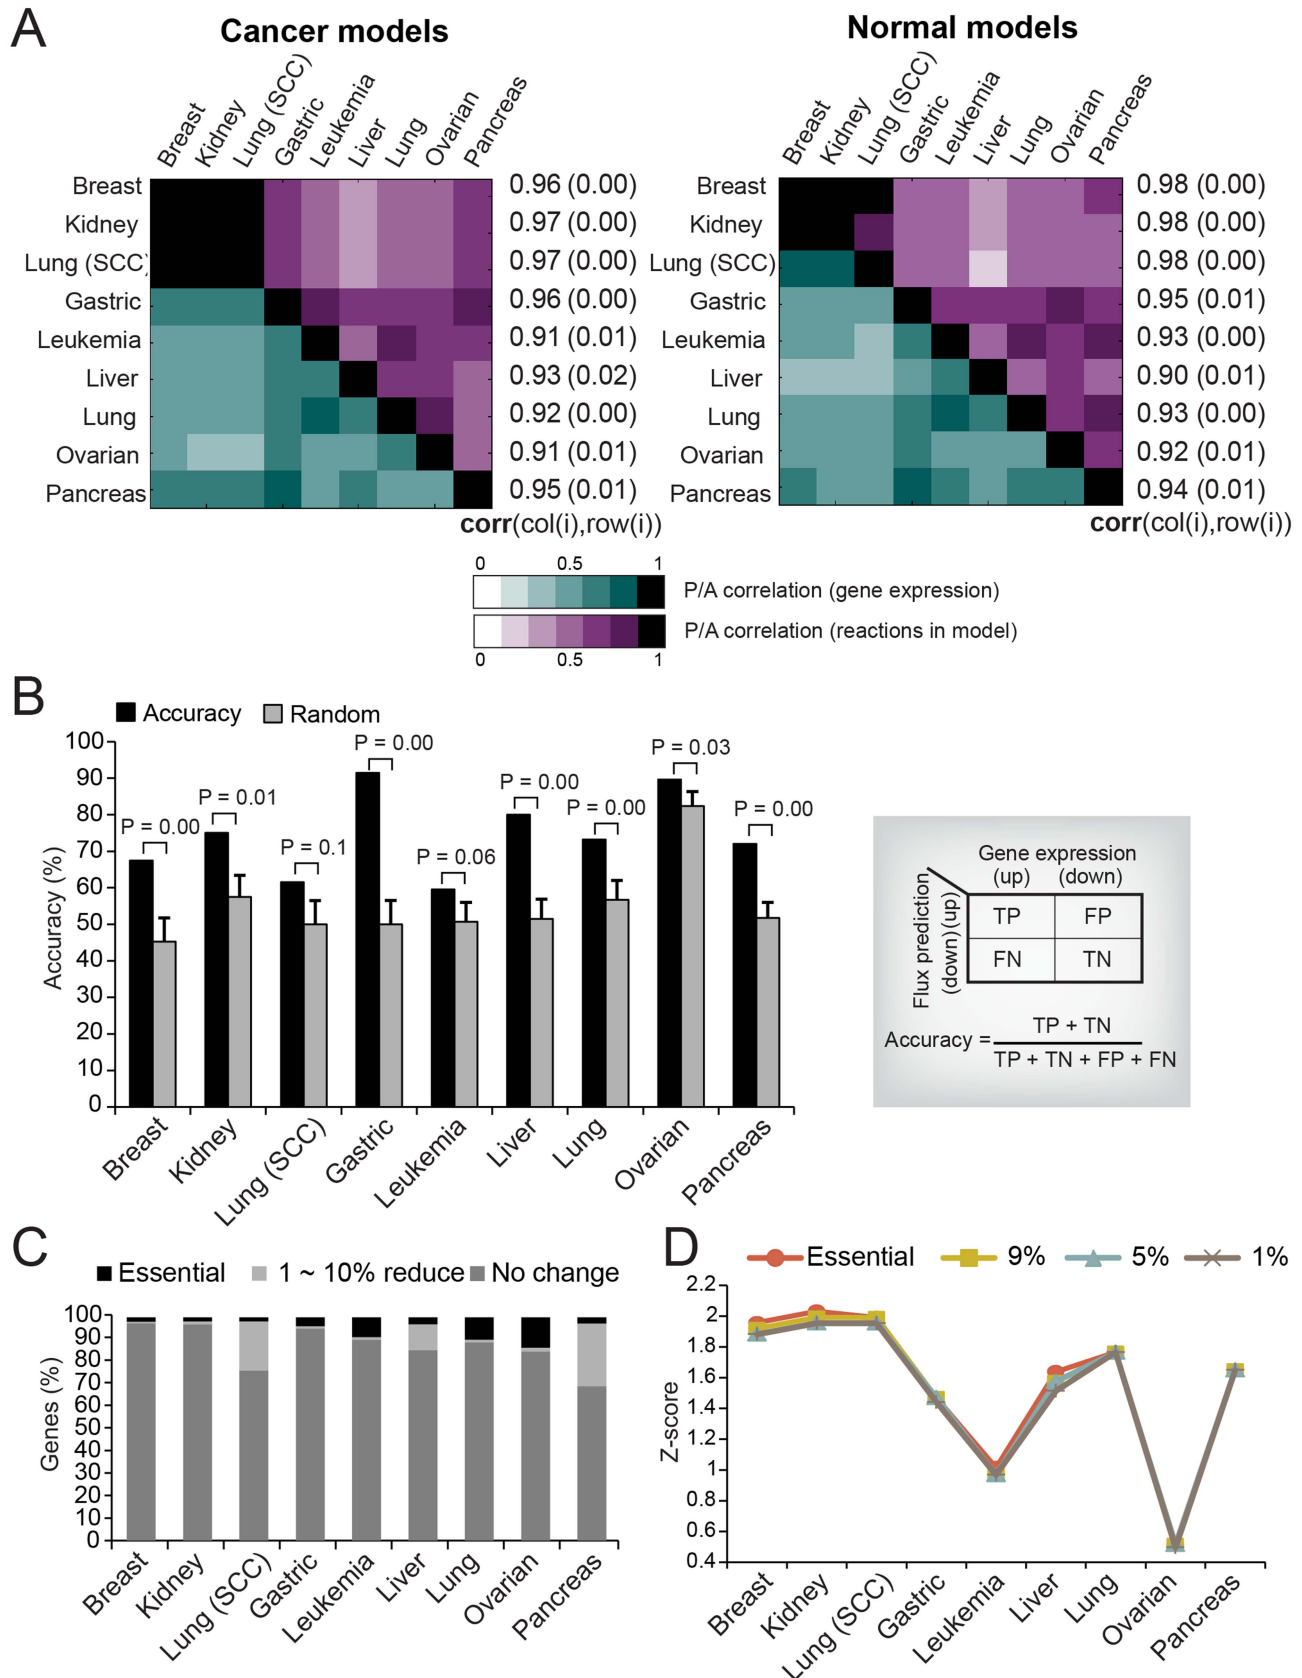 A
Cancer models
Normal models
Breast
Kidney
Lung (SCC)
Gastric
Leukemia
Liver
Lung
Ovarian
Pancreas
Breast
Kidney
Lung (SCC)
Gastric
Leukemia
Liver
Lung
Ovarian
Pancreas
Breast 0.96 (0.00)
Kidney 0.97 (0.00)
Lung (SCC) 0.97 (0.00)
Gastric 0.96 (0.00)
Leukemia 0.91 (0.01)
Liver 0.93 (0.02)
Lung 0.92 (0.00)
Ovarian 0.91 (0.01)
Pancreas 0.95 (0.01)
corr(col(i),row(i))
Breast 0.98 (0.00)
Kidney 0.98 (0.00)
Lung (SCC) 0.98 (0.00)
Gastric 0.95 (0.01)
Leukemia 0.93 (0.00)
Liver 0.90 (0.01)
Lung 0.93 (0.00)
Ovarian 0.92 (0.01)
Pancreas 0.94 (0.01)
corr(col(i),row(i))
0 0.5 1
P/A correlation (gene expression)
P/A correlation (reactions in model)
0 0.5 1
B
Accuracy Random
Accuracy (%)
100
90
80
70
60
50
40
30
20
10
0
P = 0.00
P = 0.01
P = 0.1
P = 0.00
P = 0.06
P = 0.00
P = 0.00
P = 0.03
P = 0.00
Breast
Kidney
Lung (SCC)
Gastric
Leukemia
Liver
Lung
Ovarian
Pancreas
Gene expression
(up) (down)
Flux prediction
(down) (up)
TP FP
FN TN
Accuracy =
TP + TN
TP + TN + FP + FN
C
Essential 1 ~ 10% reduce No change
Genes (%)
100
90
80
70
60
50
40
30
20
10
0
Breast
Kidney
Lung (SCC)
Gastric
Leukemia
Liver
Lung
Ovarian
Pancreas
D
Essential 9% 5% 1%
Z-score
2.2
2
1.8
1.6
1.4
1.2
1
0.8
0.6
0.4
Breast
Kidney
Lung (SCC)
Gastric
Leukemia
Liver
Lung
Ovarian
Pancreas